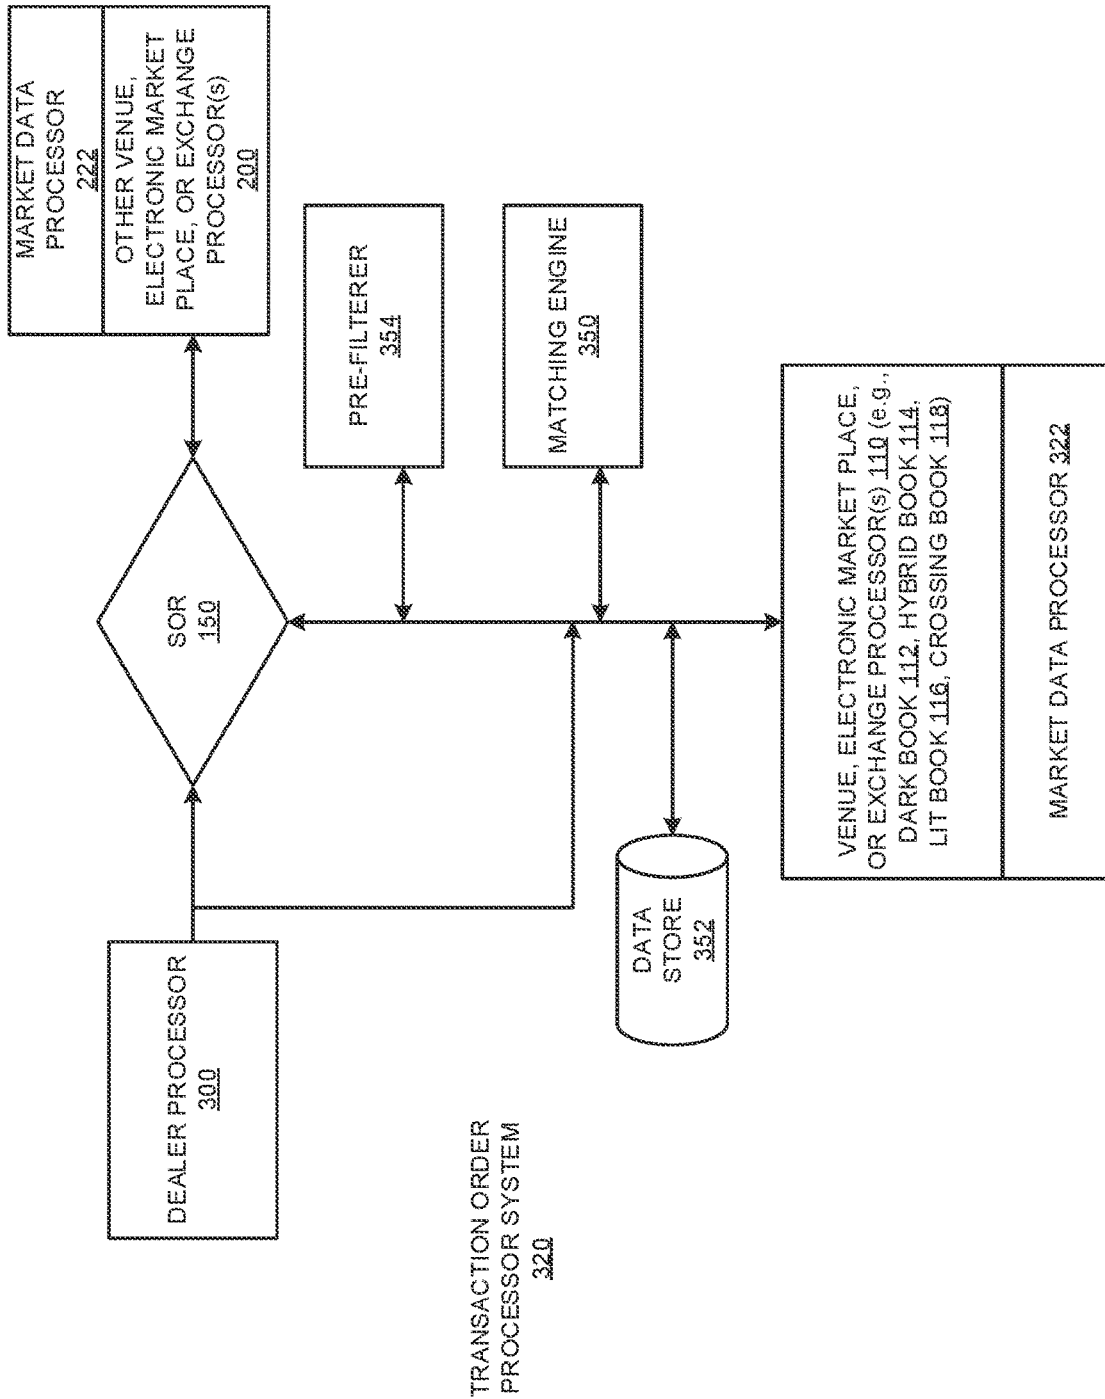 TRANSACTION ORDER
PROCESSOR SYSTEM
320
DEALER PROCESSOR
300
SOR
150
MARKET DATA
PROCESSOR
222
OTHER VENUE,
ELECTRONIC MARKET
PLACE, OR EXCHANGE
PROCESSOR(s)
200
PRE-FILTERER
354
MATCHING ENGINE
350
DATA
STORE
352
VENUE, ELECTRONIC MARKET PLACE,
OR EXCHANGE PROCESSOR(s) 110 (e.g.,
DARK BOOK 112, HYBRID BOOK 114,
LIT BOOK 116, CROSSING BOOK 118)
MARKET DATA PROCESSOR 322